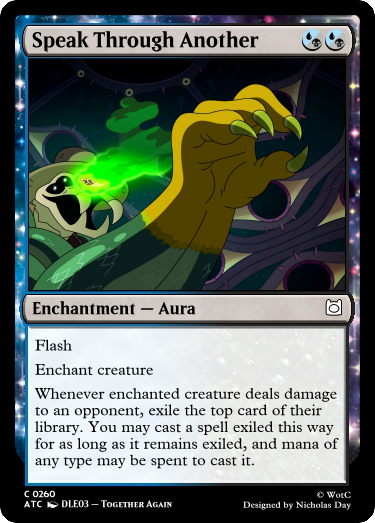 Speak Through Another
Enchantment — Aura
Flash
Enchant creature
Whenever enchanted creature deals damage
to an opponent, exile the top card of their
library. You may cast a spell exiled this way
for as long as it remains exiled, and mana of
any type may be spent to cast it.
C 0260
© WotC
ATC DLE03 — Together Again
Designed by Nicholas Day